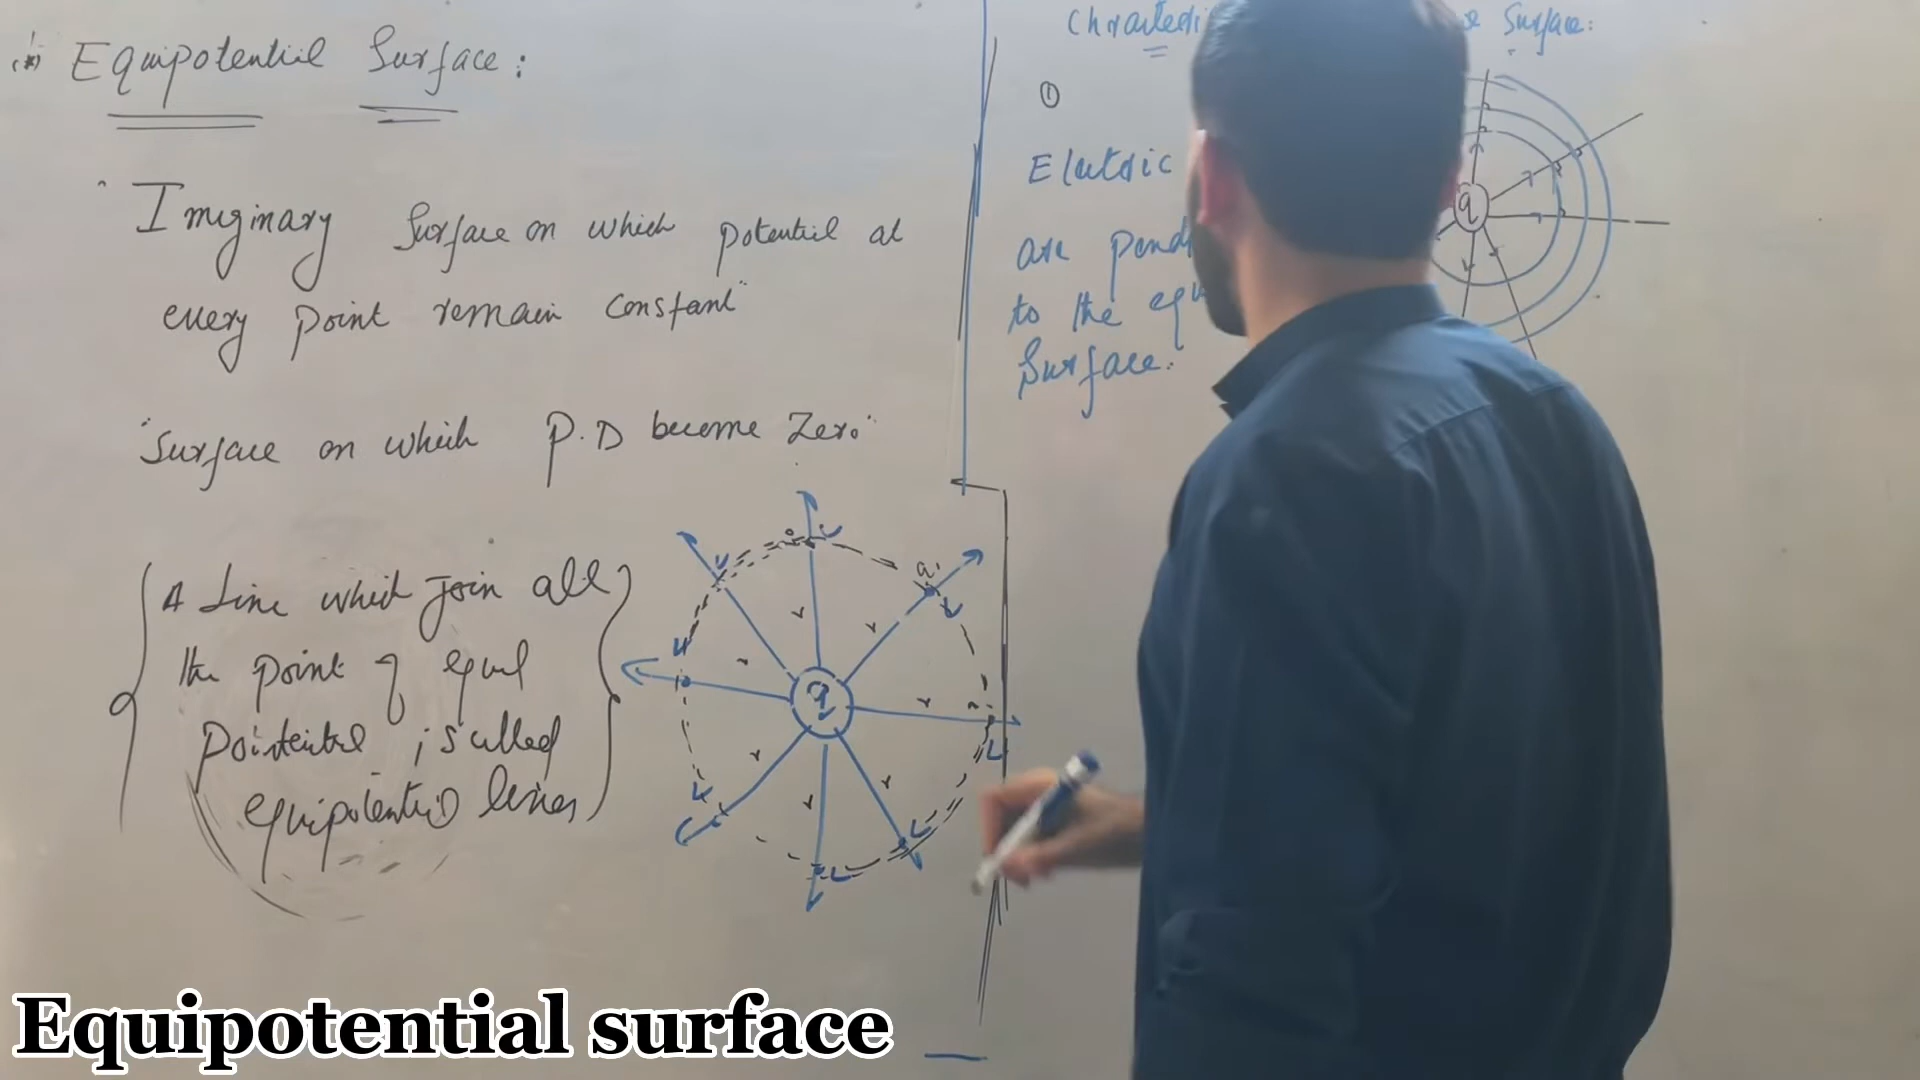 (*) Equipotential Surface:
"Imaginary Surface on which potential at
every point remain constant"
"Surface on which P.D become Zero"
A Line which join all
the point of equal
Pointential ; is called
equipotential lines
q
a
r
r
r
r
r
r
r
r
①
Electric
are
to the
Surface.
Surface:
q
Equipotential surface